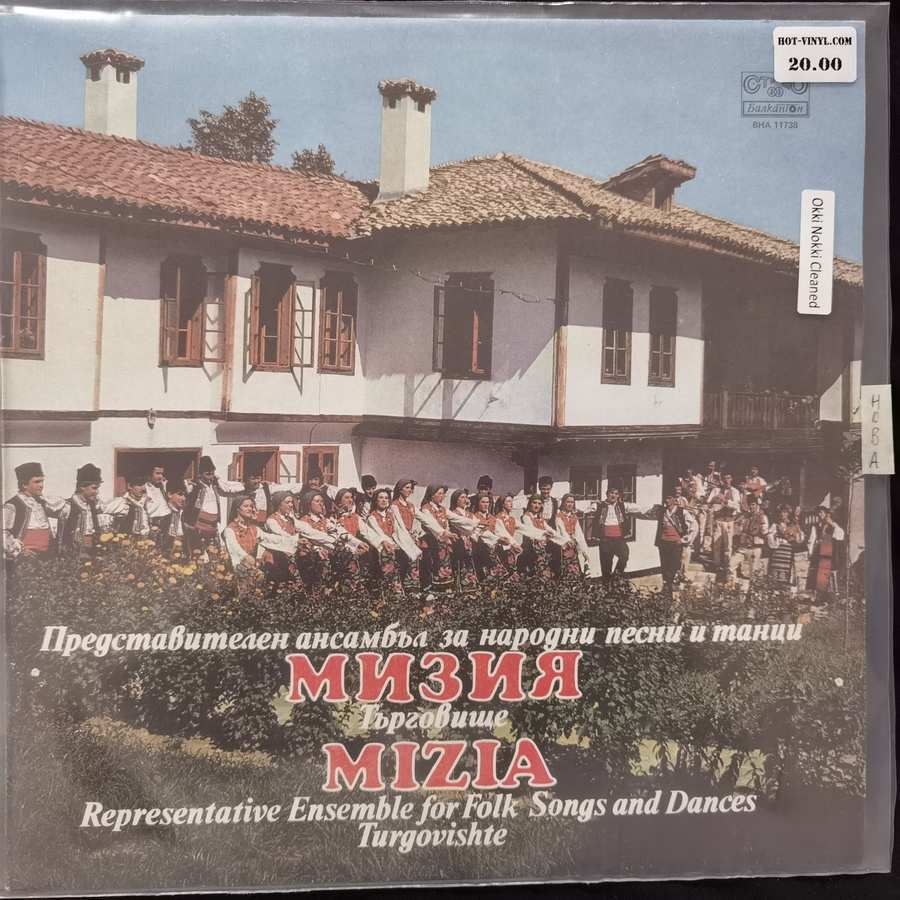 HOT-VINYL.COM
20.00
СТЕРЕО
Балкантон
ВНА 11738
Okki Nokki Cleaned
НОВА
Представителен ансамбъл за народни песни и танци
МИЗИЯ
Търговище
MIZIA
Representative Ensemble for Folk Songs and Dances
Turgovishte